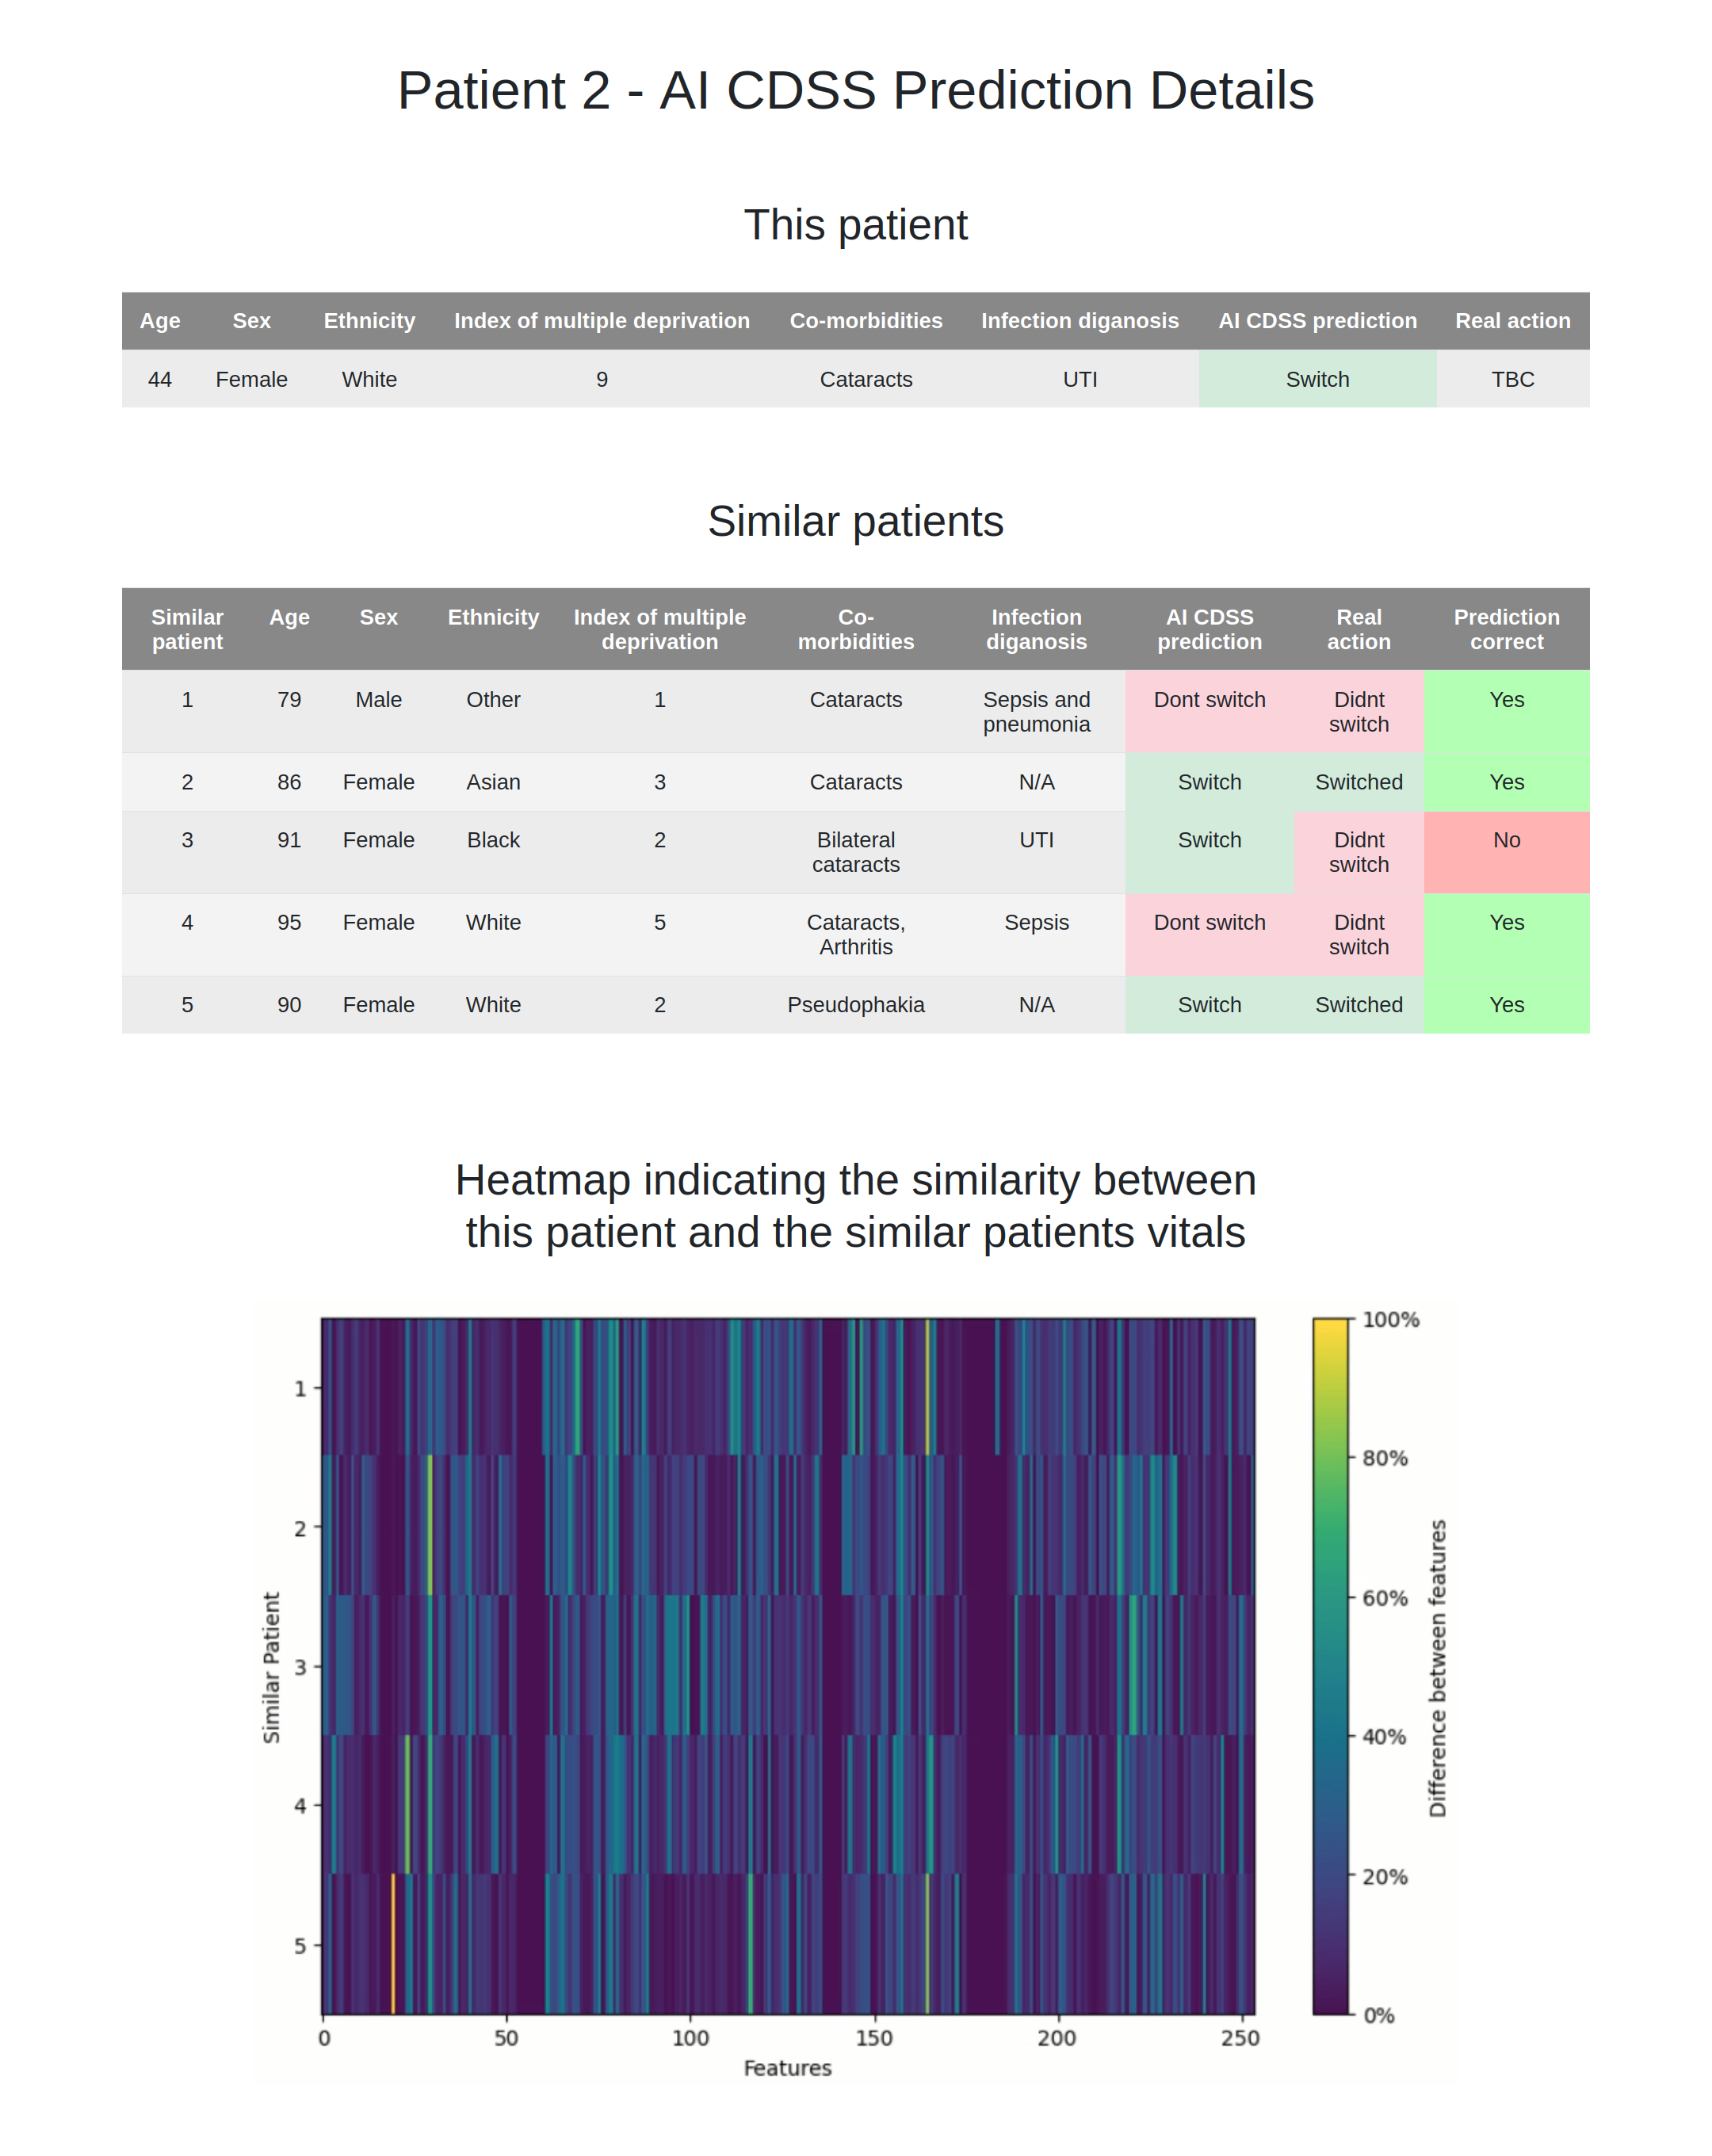 Patient 2 - AI CDSS Prediction Details
This patient
Age Sex Ethnicity Index of multiple deprivation Co-morbidities Infection diganosis AI CDSS prediction Real action
44 Female White 9 Cataracts UTI Switch TBC
Similar patients
Similar Age Sex Ethnicity Index of multiple Co- Infection AI CDSS Real Prediction
patient deprivation morbidities diganosis prediction action correct
1 79 Male Other 1 Cataracts Sepsis and Dont switch Didnt Yes
pneumonia switch
2 86 Female Asian 3 Cataracts N/A Switch Switched Yes
3 91 Female Black 2 Bilateral UTI Switch Didnt No
cataracts switch
4 95 Female White 5 Cataracts, Sepsis Dont switch Didnt Yes
Arthritis switch
5 90 Female White 2 Pseudophakia N/A Switch Switched Yes
Heatmap indicating the similarity between
this patient and the similar patients vitals
Similar Patient
1
2
3
4
5
0 50 100 150 200 250
Features
100%
80%
60%
40%
20%
0%
Difference between features